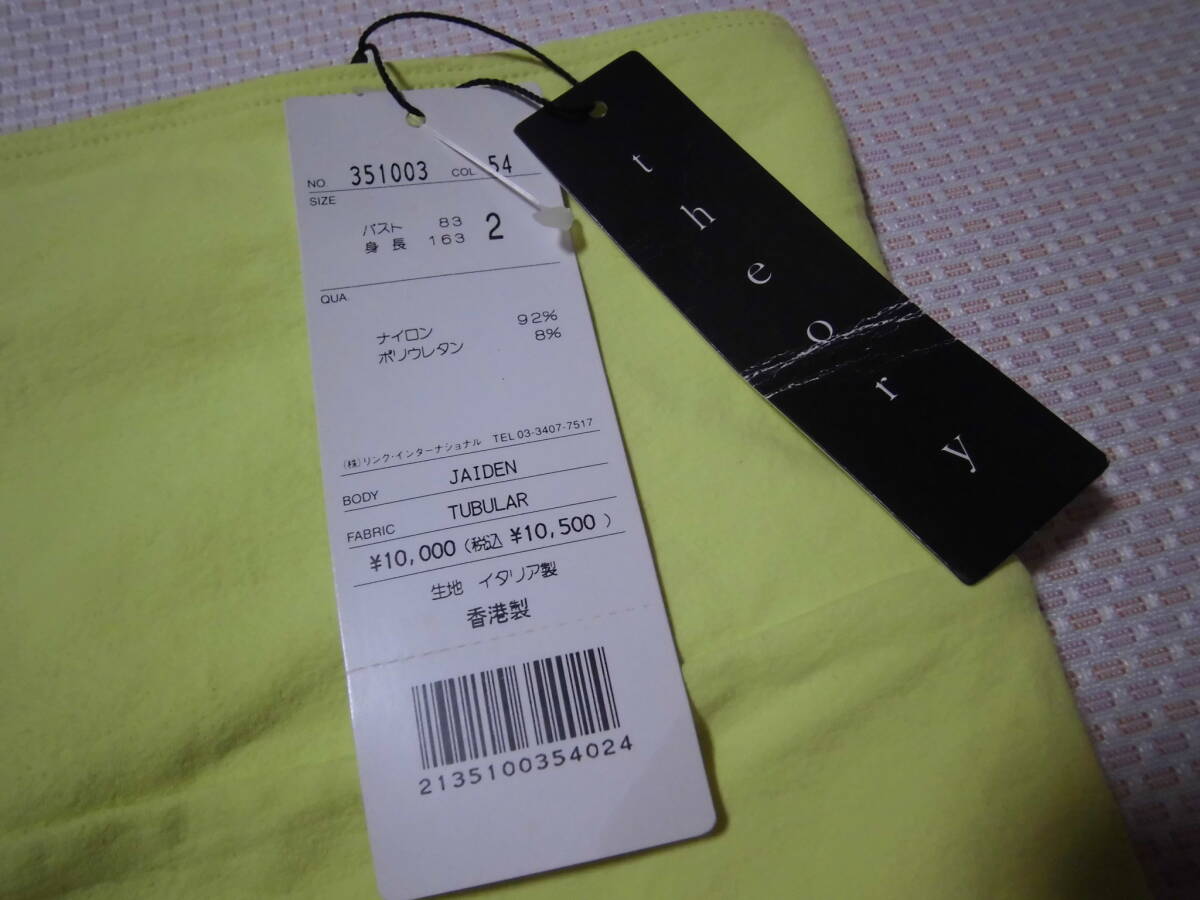 NO 351003 COL 54
SIZE
バスト 83
身長 163 2
QUA.
ナイロン 92%
ポリウレタン 8%
(株)リンク・インターナショナル TEL 03-3407-7517
BODY JAIDEN
FABRIC TUBULAR
¥10,000 (税込 ¥10,500 )
生地 イタリア製
香港製
2135100354024
theory